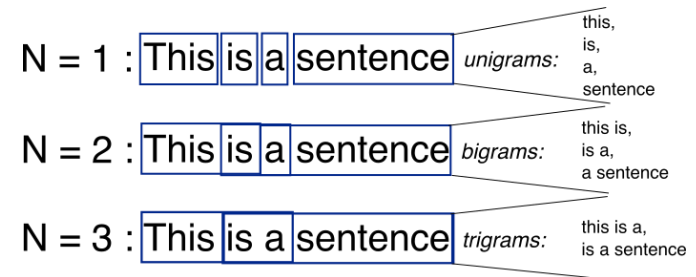 N = 1 : This is a sentence unigrams:
this,
is,
a,
sentence
N = 2 : This is a sentence bigrams:
this is,
is a,
a sentence
N = 3 : This is a sentence trigrams:
this is a,
is a sentence